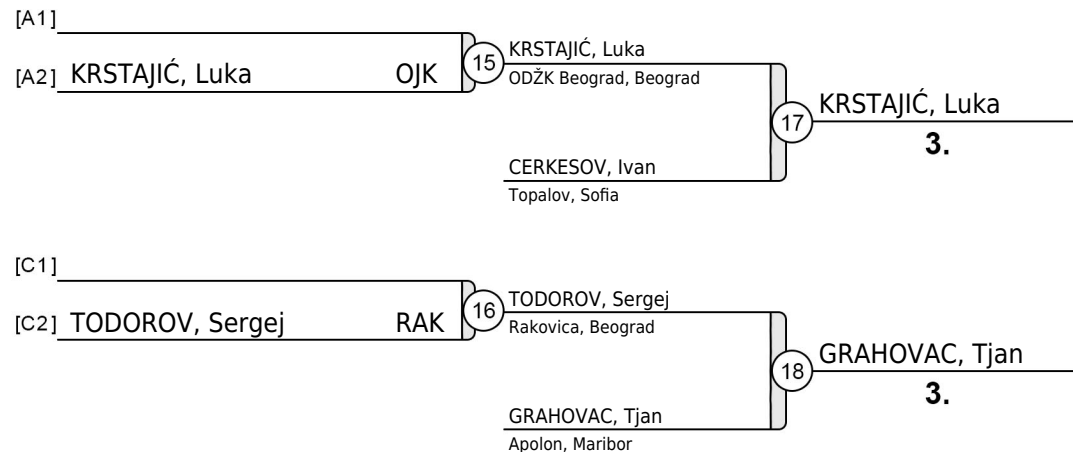 [A1]
[A2] KRSTAJIĆ, Luka OJK
15
KRSTAJIĆ, Luka
ODŽK Beograd, Beograd
17
KRSTAJIĆ, Luka
3.
CERKESOV, Ivan
Topalov, Sofia
[C1]
[C2] TODOROV, Sergej RAK
16
TODOROV, Sergej
Rakovica, Beograd
18
GRAHOVAC, Tjan
3.
GRAHOVAC, Tjan
Apolon, Maribor